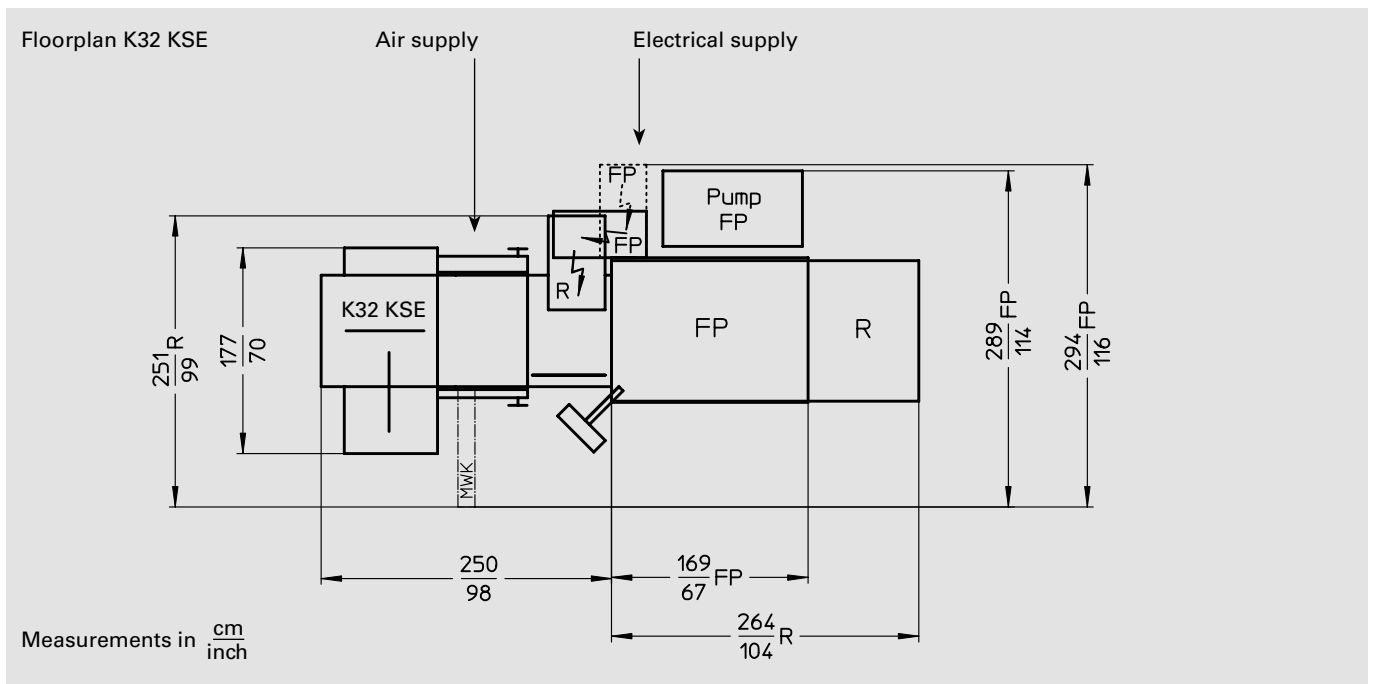 Floorplan K32 KSE
Air supply
Electrical supply
FP
Pump
FP
FP
R
K32 KSE
FP
R
251
99
R
177
70
289
114
FP
294
116
FP
MWK
250
98
169
67
FP
264
104
R
Measurements in cm
inch